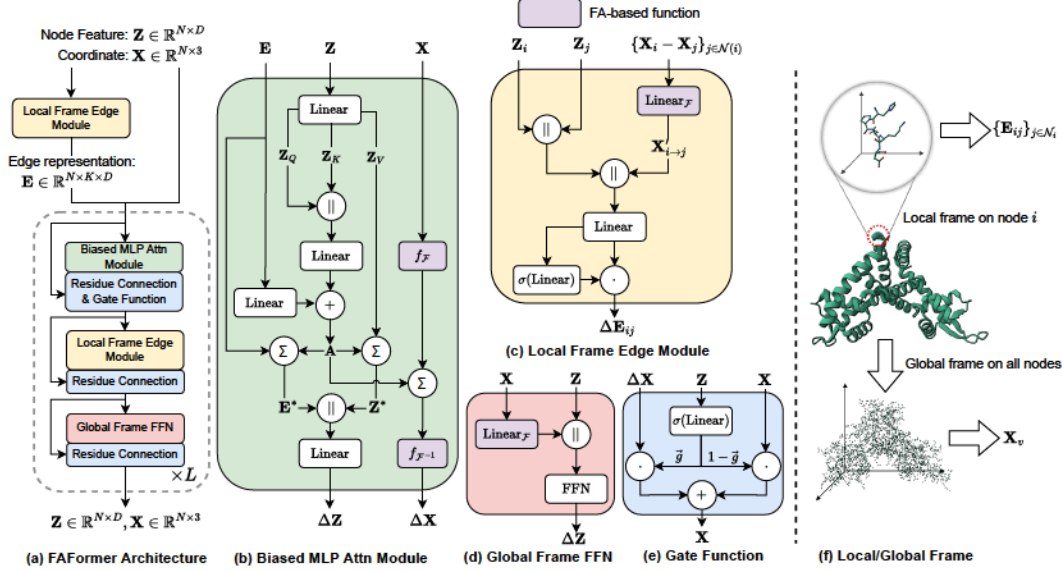 FA-based function
Node Feature: Z ∈ ℝ^{N×D}
Coordinate: X ∈ ℝ^{N×3}
Local Frame Edge
Module
Edge representation:
E ∈ ℝ^{N×K×D}
Biased MLP Attn
Module
Residue Connection
& Gate Function
Local Frame Edge
Module
Residue Connection
Global Frame FFN
Residue Connection
×L
Z ∈ ℝ^{N×D}, X ∈ ℝ^{N×3}
(a) FAFormer Architecture
E Z X
Linear
Z_Q Z_K Z_V
||
Linear
f_ℱ
Linear +
Σ A Σ
Σ
E* || Z*
Linear
f_{ℱ^{-1}}
ΔZ ΔX
(b) Biased MLP Attn Module
Z_i Z_j {X_i − X_j}_{j∈𝒩(i)}
Linear_ℱ
||
X_{i→j}
||
Linear
σ(Linear) ·
ΔE_{ij}
(c) Local Frame Edge Module
X Z
Linear_ℱ ||
FFN
ΔZ
(d) Global Frame FFN
ΔX Z X
σ(Linear)
· g⃗ 1 − g⃗ ·
+
X
(e) Gate Function
{E_{ij}}_{j∈𝒩_i}
Local frame on node i
Global frame on all nodes
X_v
(f) Local/Global Frame